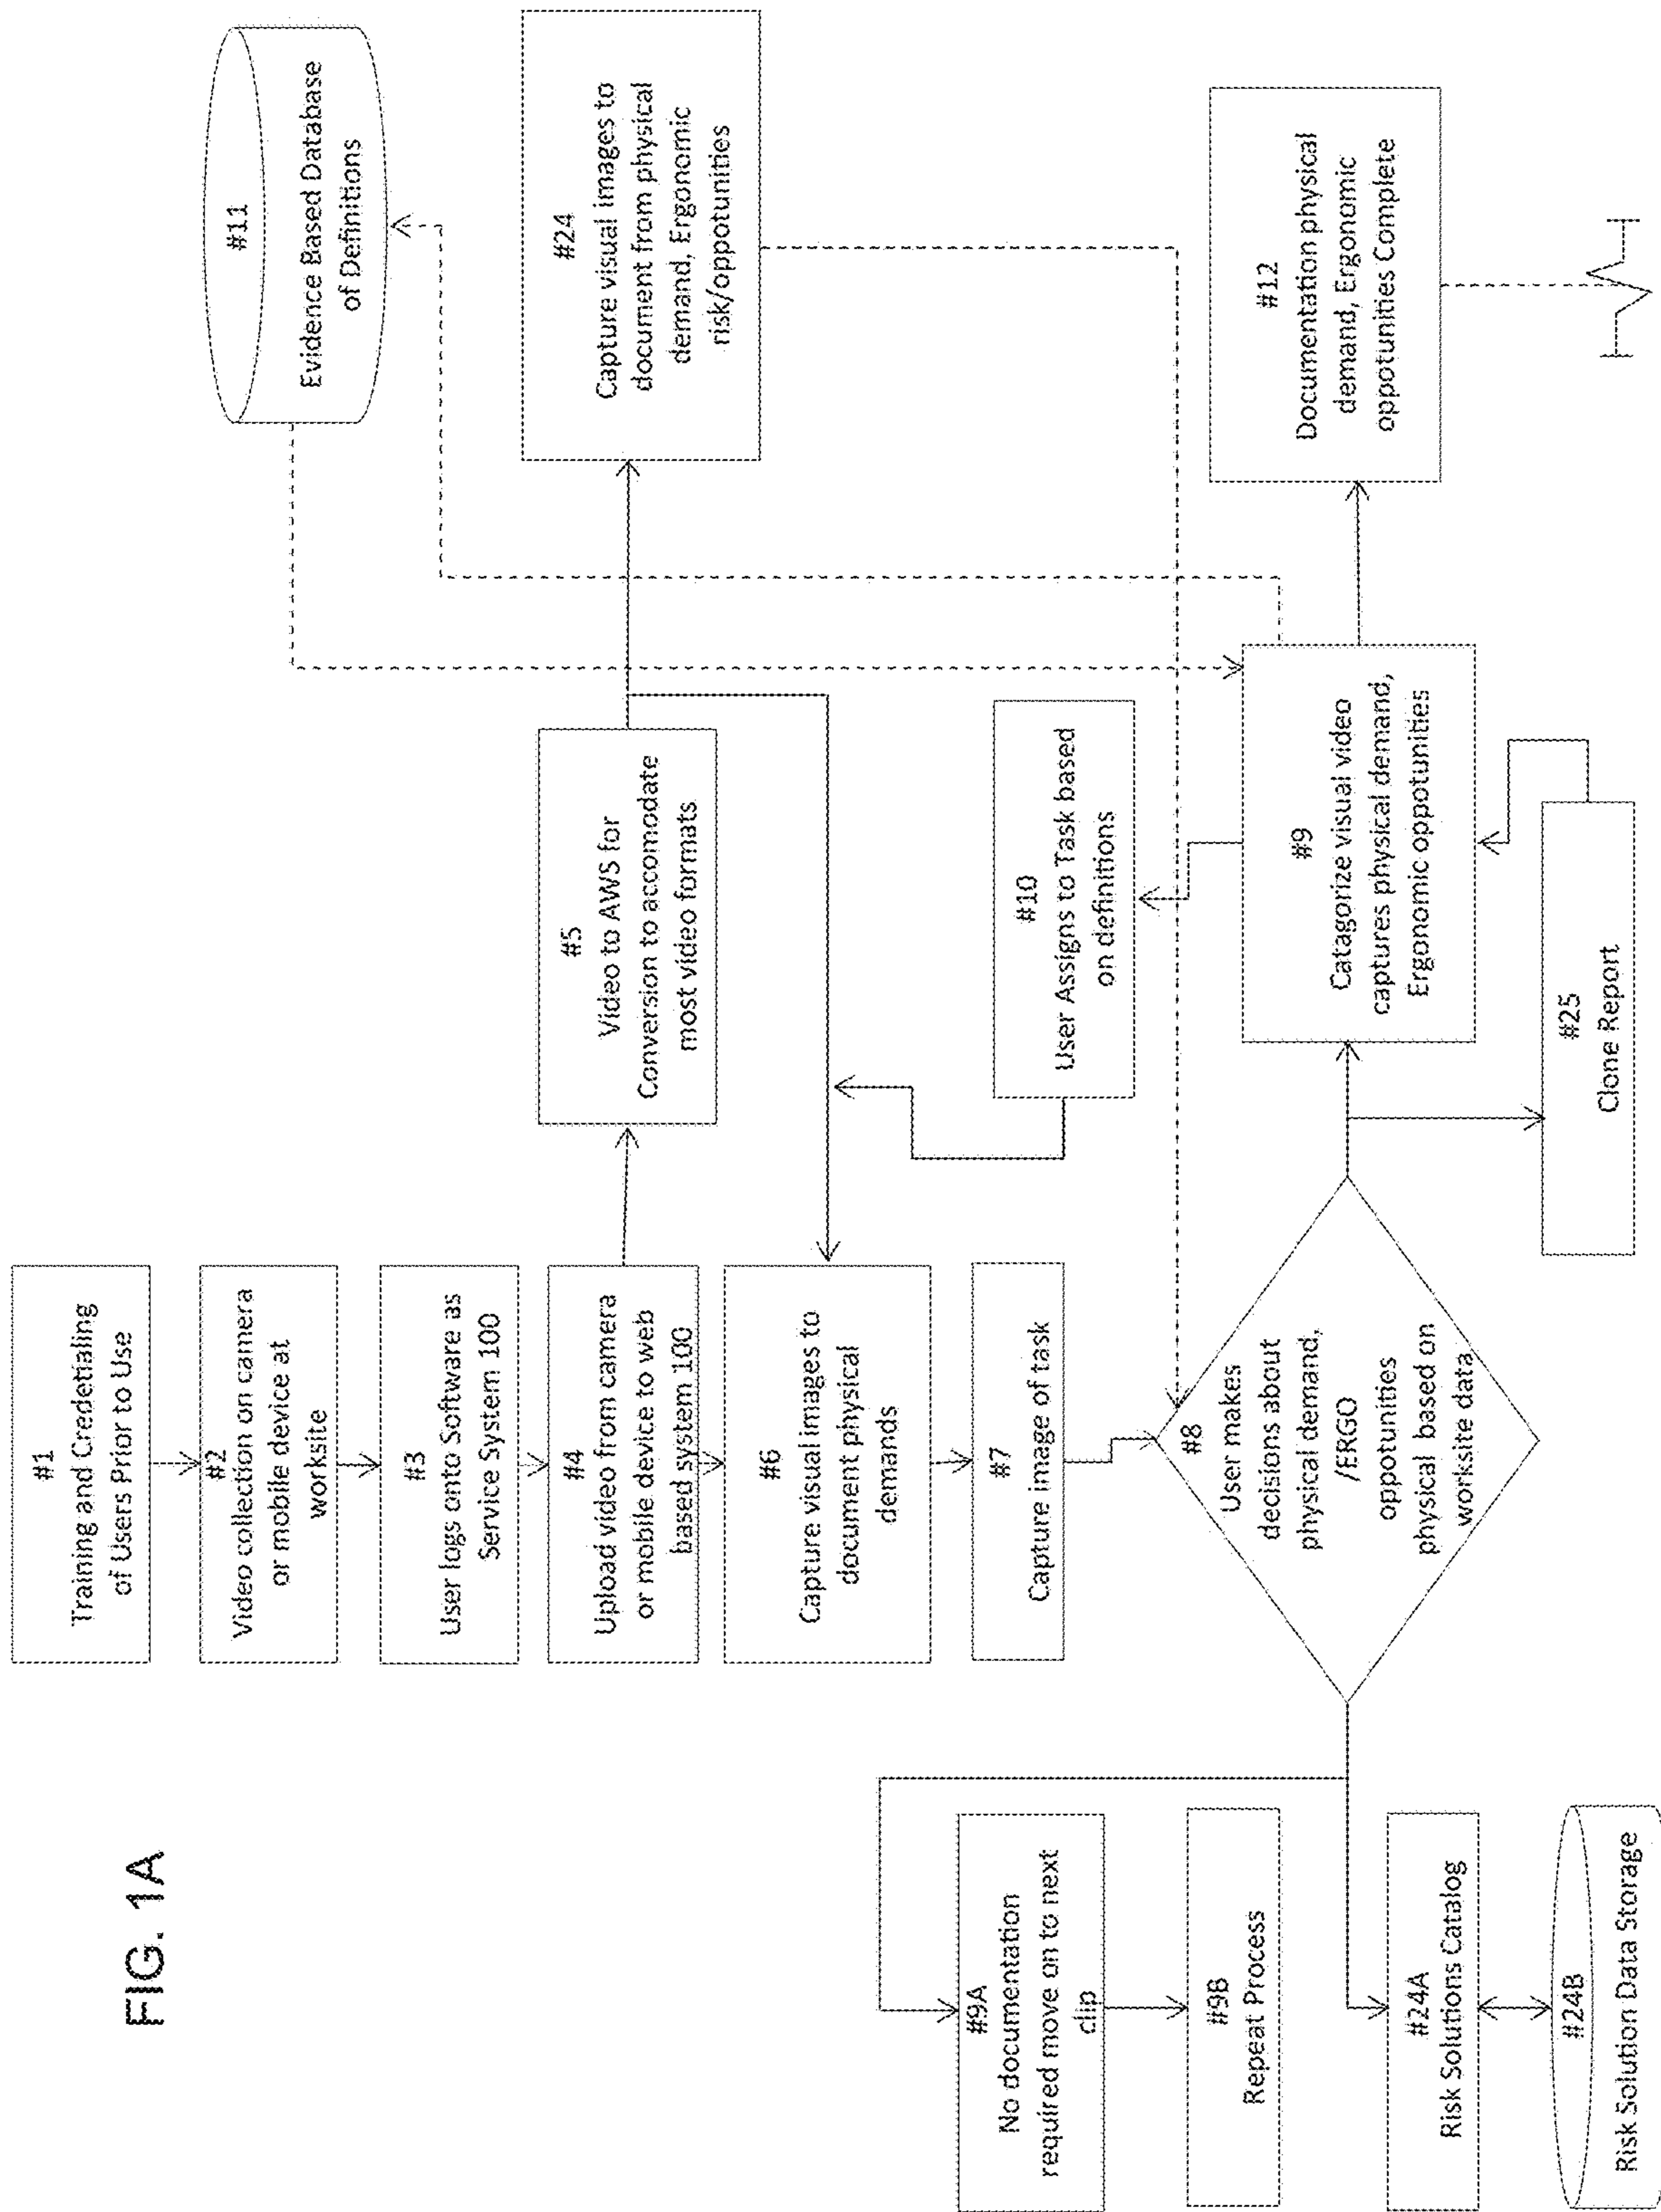 FIG. 1A
#1
Training and Credetialing
of Users Prior to Use
#2
Video collection on camera
or mobile device at
worksite
#3
User logs onto Software as
Service System 100
#4
Upload video from camera
or mobile device to web
based system 100
#5
Video to AWS for
Conversion to accomodate
most video formats
#6
Capture visual images to
document physical
demands
#7
Capture image of task
#8
User makes
decisions about
physical demand,
/ERGO
oppotunities
physical based on
worksite data
#9A
No documentation
required move on to next
clip
#9B
Repeat Process
#24A
Risk Solutions Catalog
#24B
Risk Solution Data Storage
#9
Catagorize visual video
captures physical demand,
Ergonomic oppotunities
#10
User Assigns to Task based
on definitions
#25
Clone Report
#11
Evidence Based Database
of Definitions
#24
Capture visual images to
document from physical
demand, Ergonomic
risk/oppotunities
#12
Documentation physical
demand, Ergonomic
oppotunities Complete